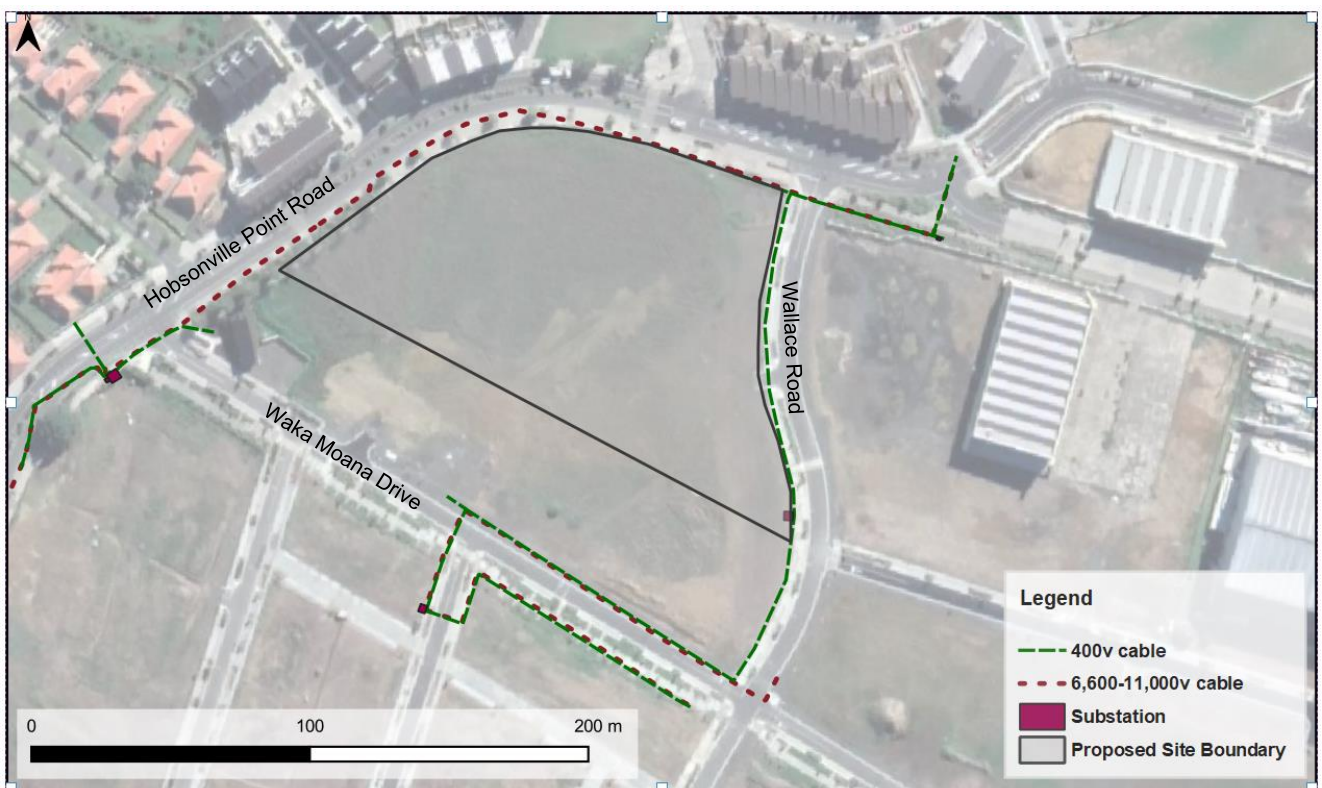 N
Hobsonville Point Road
Wallace Road
Waka Moana Drive
Legend
400v cable
6,600-11,000v cable
Substation
Proposed Site Boundary
0 100 200 m